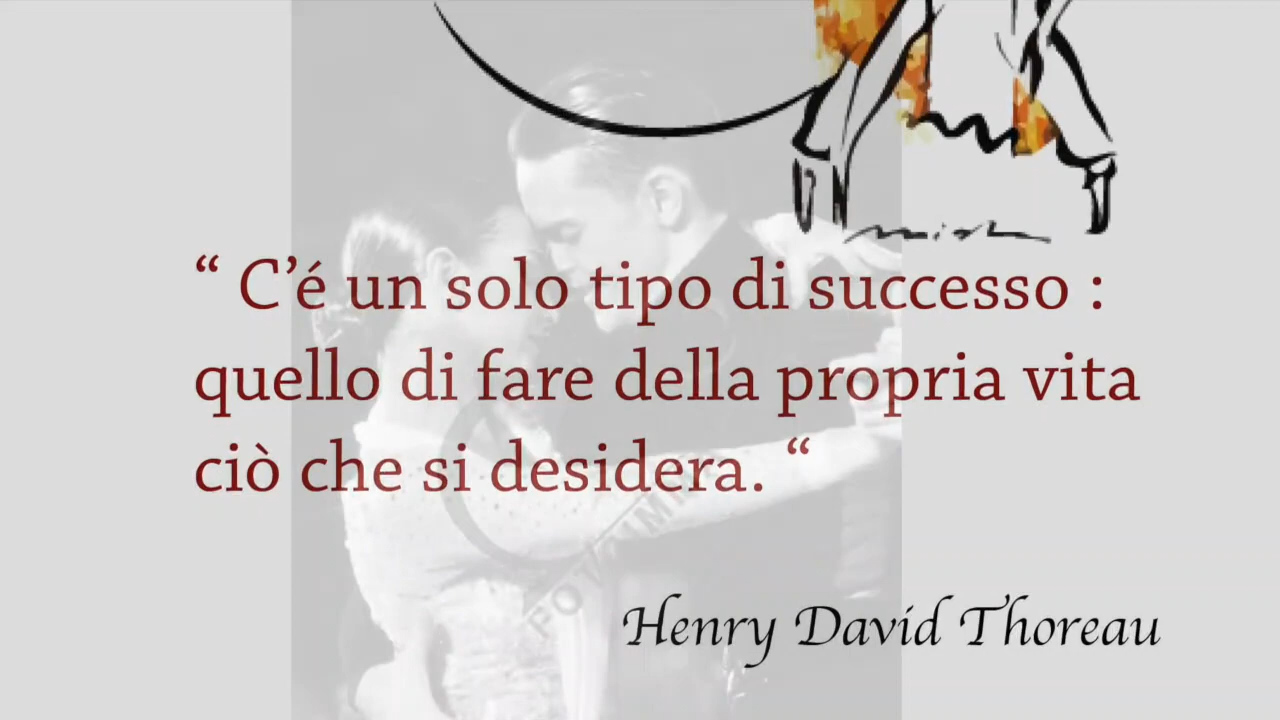 “ C’é un solo tipo di successo :
quello di fare della propria vita
ciò che si desidera. “
Henry David Thoreau